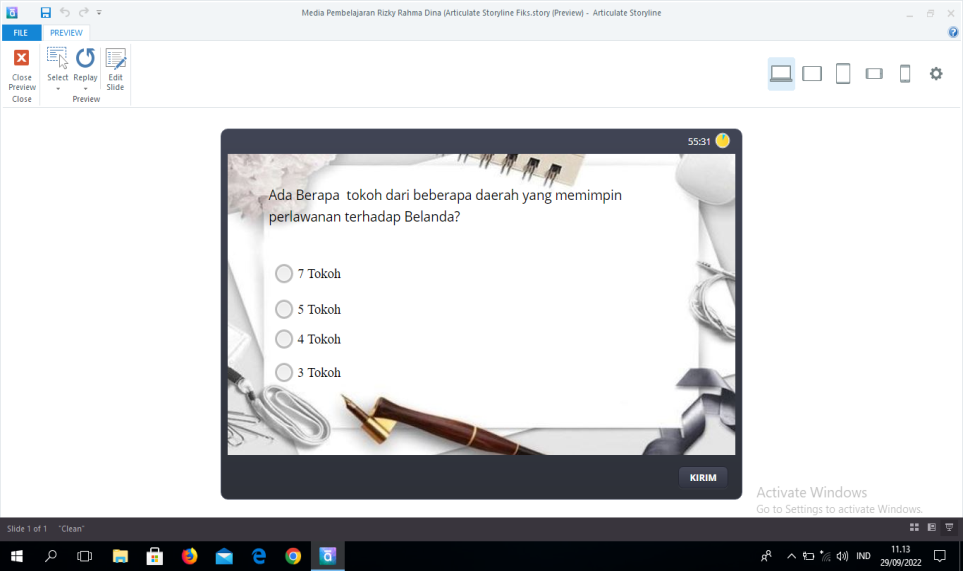 Media Pembelajaran Rizky Rahma Dina (Articulate Storyline Fiks.story (Preview) - Articulate Storyline
FILE PREVIEW
Close Preview
Select
Replay
Edit Slide
Close
Preview
55:31
Ada Berapa tokoh dari beberapa daerah yang memimpin
perlawanan terhadap Belanda?
7 Tokoh
5 Tokoh
4 Tokoh
3 Tokoh
KIRIM
Activate Windows
Go to Settings to activate Windows.
Slide 1 of 1 "Clean"
IND
11.13
29/09/2022